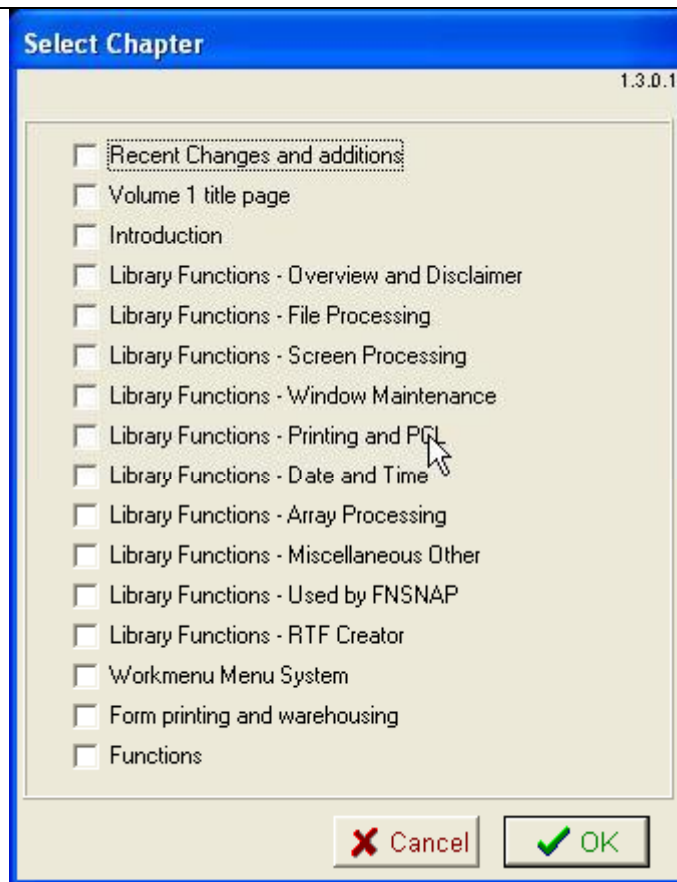 Select Chapter
1.3.0.1
Recent Changes and additions
Volume 1 title page
Introduction
Library Functions - Overview and Disclaimer
Library Functions - File Processing
Library Functions - Screen Processing
Library Functions - Window Maintenance
Library Functions - Printing and PCL
Library Functions - Date and Time
Library Functions - Array Processing
Library Functions - Miscellaneous Other
Library Functions - Used by FNSNAP
Library Functions - RTF Creator
Workmenu Menu System
Form printing and warehousing
Functions
Cancel OK